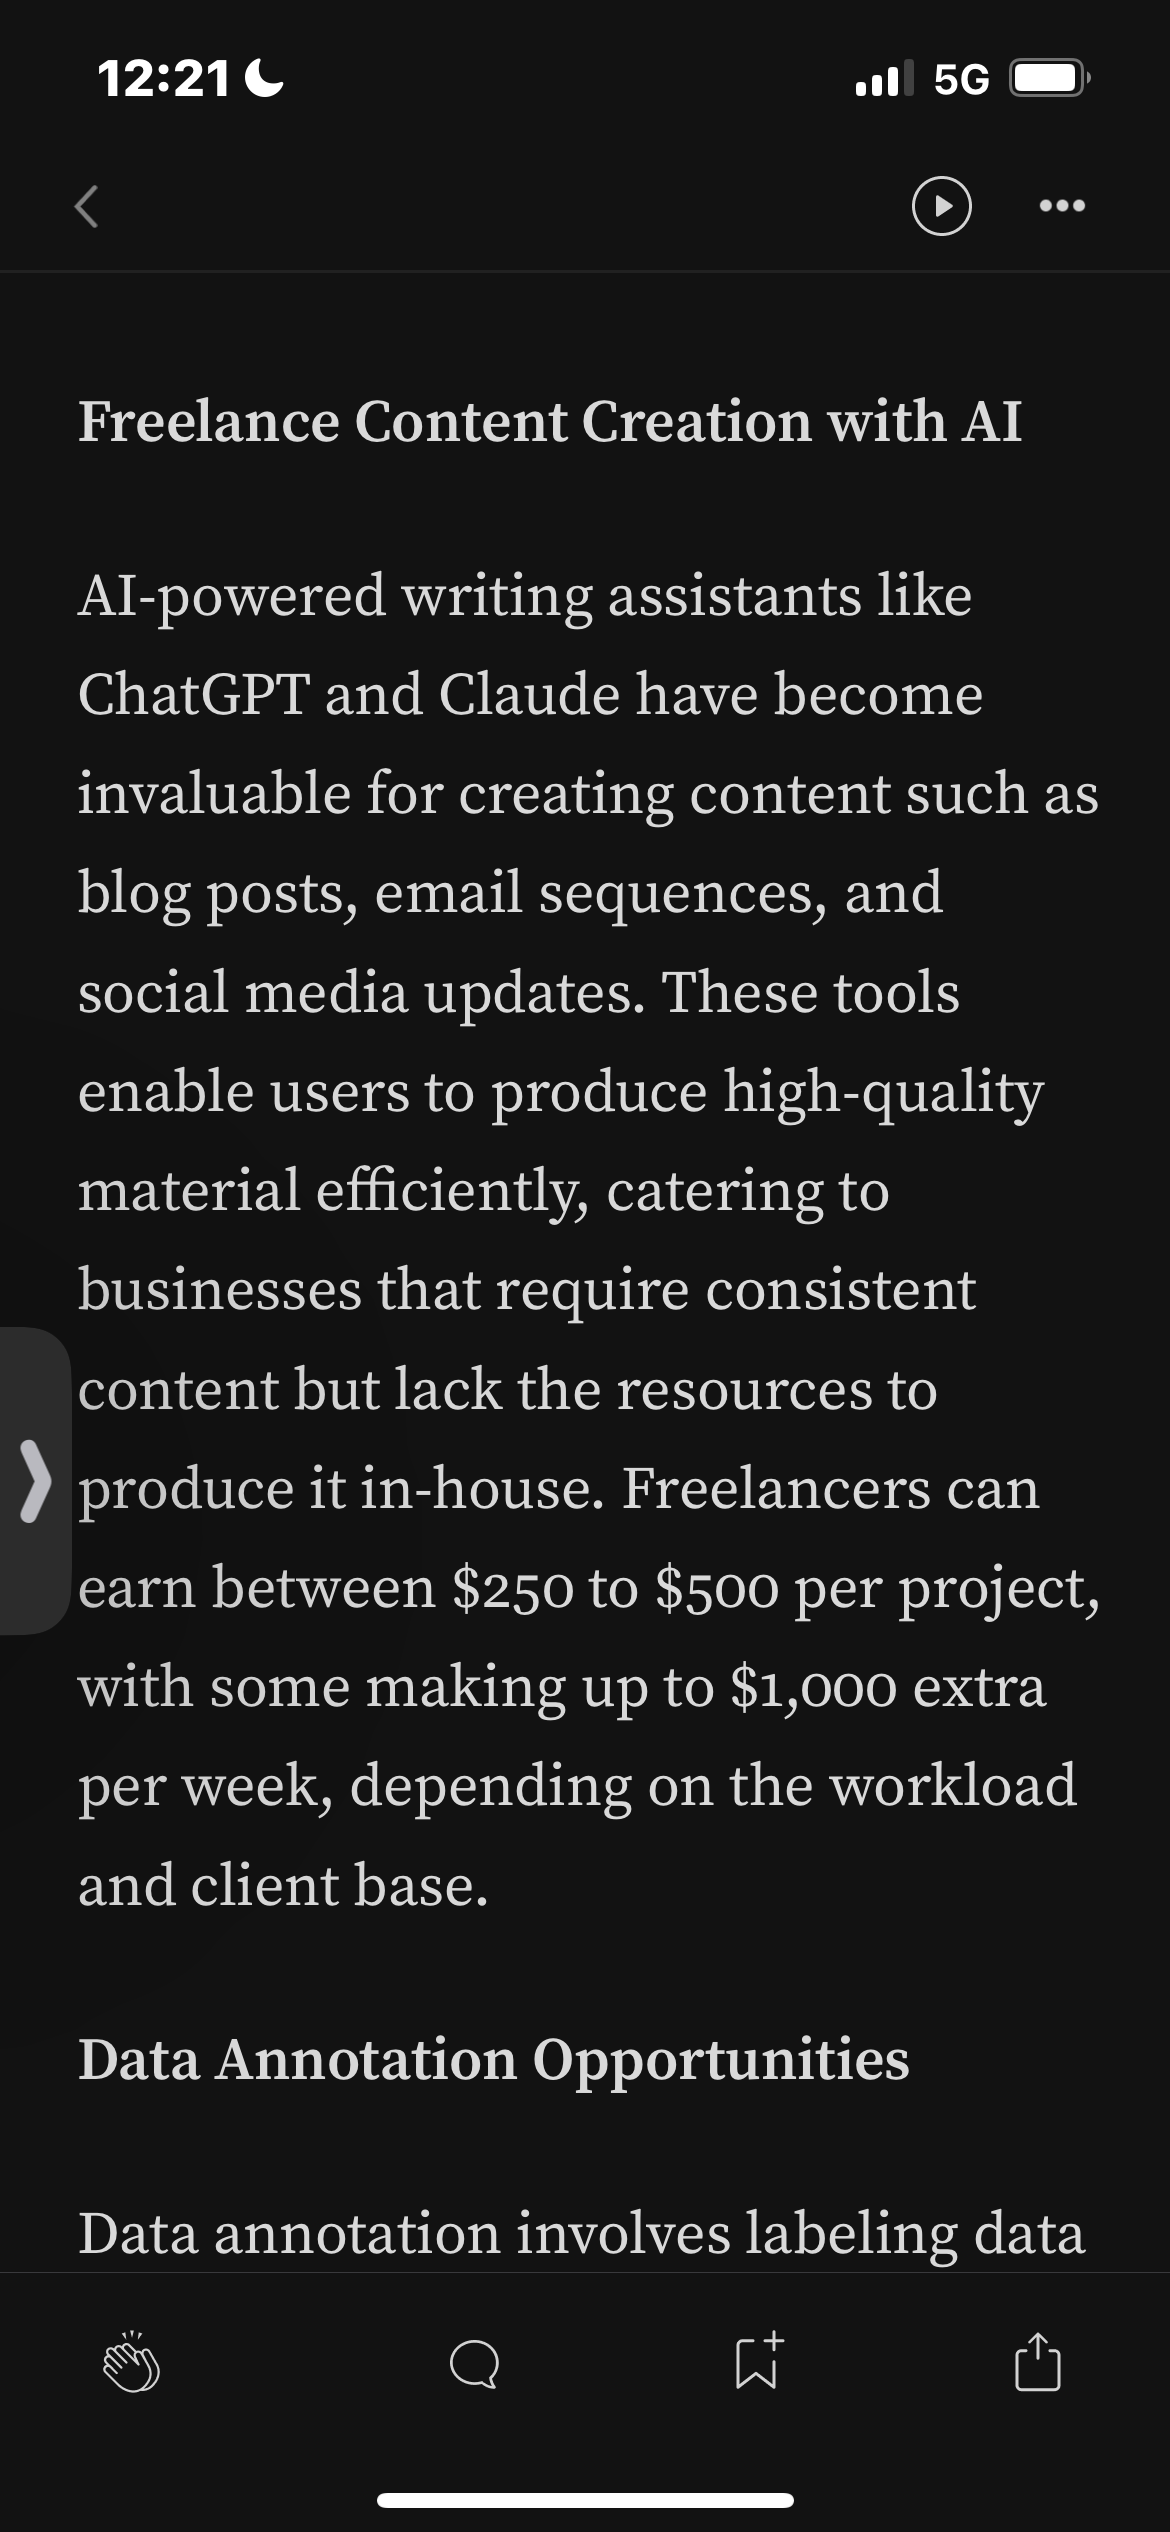 12:21
5G
Freelance Content Creation with AI
AI-powered writing assistants like
ChatGPT and Claude have become
invaluable for creating content such as
blog posts, email sequences, and
social media updates. These tools
enable users to produce high-quality
material efficiently, catering to
businesses that require consistent
content but lack the resources to
produce it in-house. Freelancers can
earn between $250 to $500 per project,
with some making up to $1,000 extra
per week, depending on the workload
and client base.
Data Annotation Opportunities
Data annotation involves labeling data